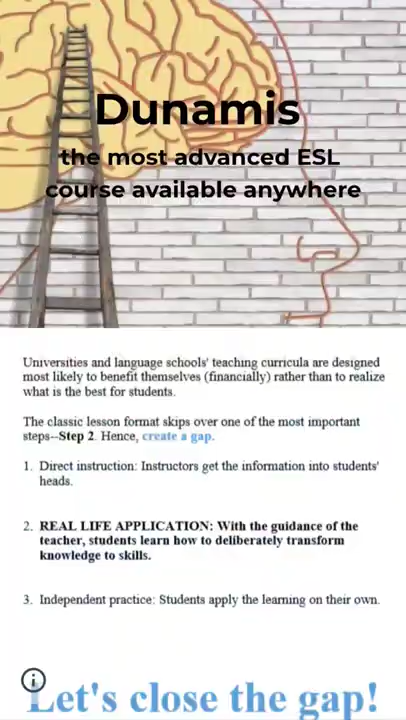 Dunamis
the most advanced ESL
course available anywhere
Universities and language schools' teaching curricula are designed
most likely to benefit themselves (financially) rather than to realize
what is the best for students.
The classic lesson format skips over one of the most important
steps--Step 2. Hence, create a gap.
1. Direct instruction: Instructors get the information into students'
heads.
2. REAL LIFE APPLICATION: With the guidance of the
teacher, students learn how to deliberately transform
knowledge to skills.
3. Independent practice: Students apply the learning on their own.
Let's close the gap!